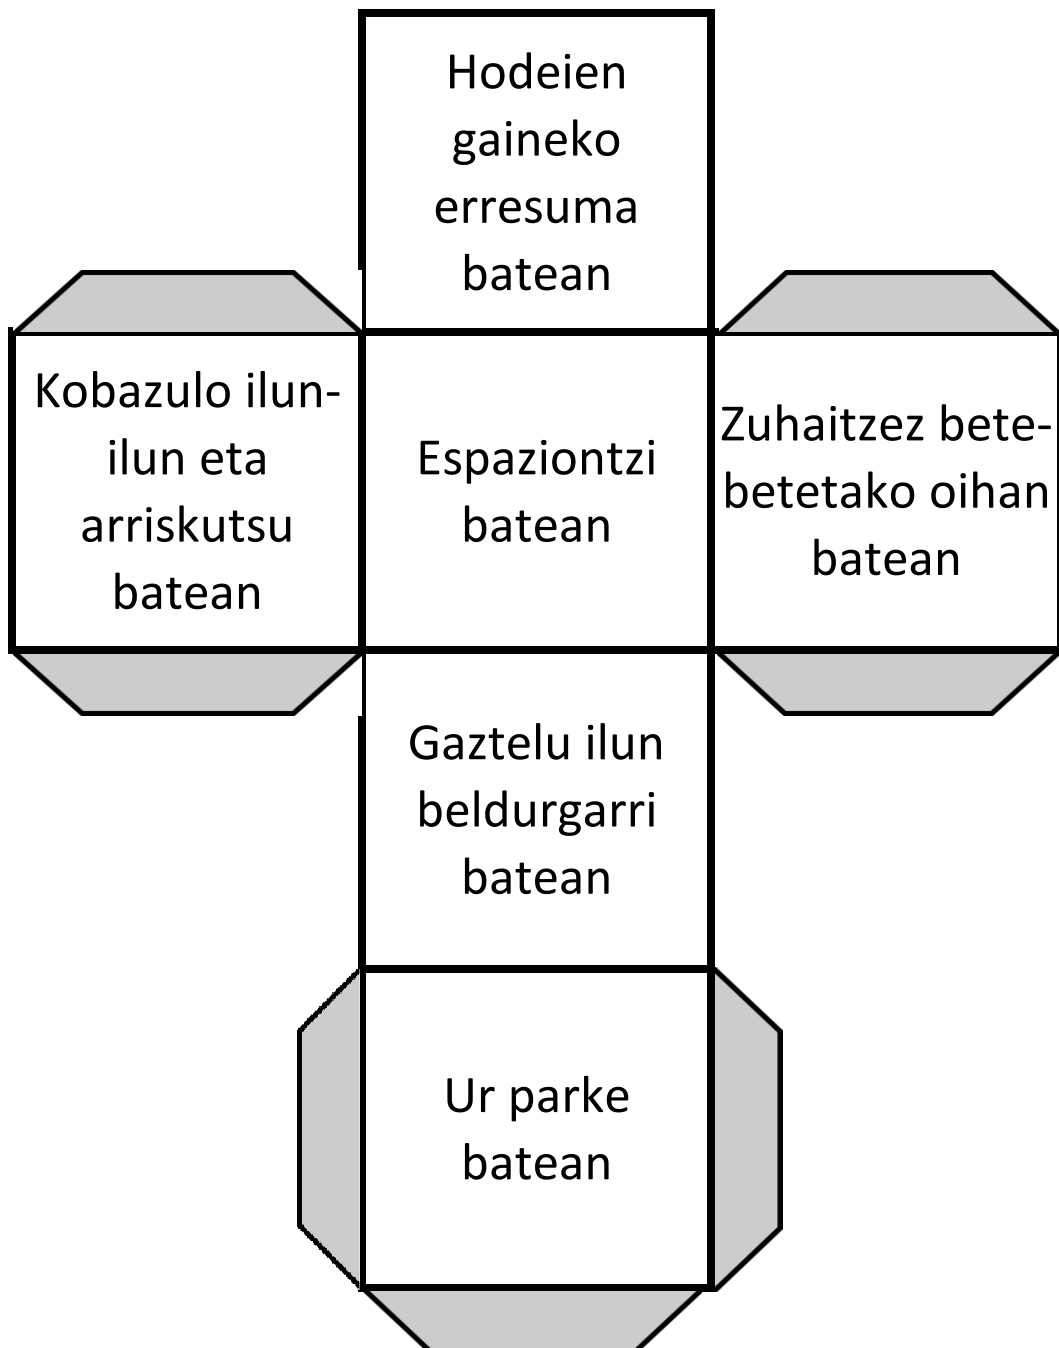 Hodeien
gaineko
erresuma
batean
Kobazulo ilun-
ilun eta
arriskutsu
batean
Espaziontzi
batean
Zuhaitzez bete-
betetako oihan
batean
Gaztelu ilun
beldurgarri
batean
Ur parke
batean